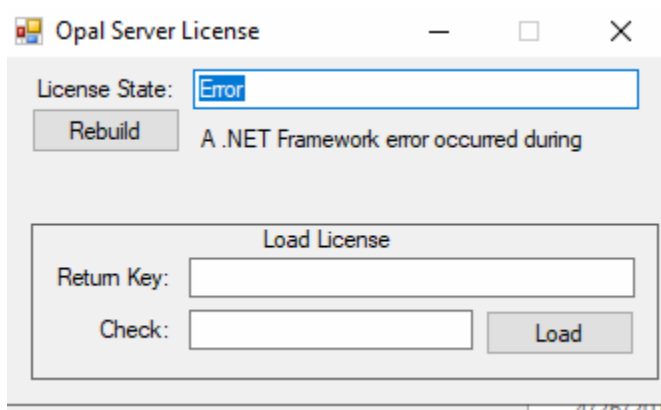 Opal Server License
License State: Error
Rebuild A .NET Framework error occurred during
Load License
Return Key:
Check: Load